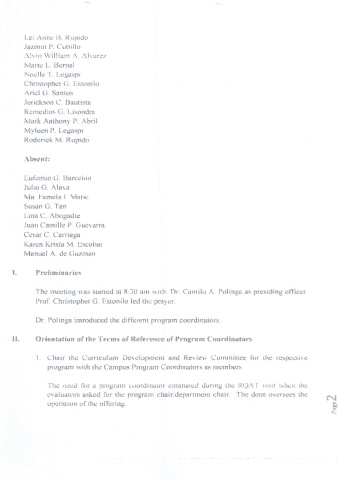 Lei Anne B. Rupido
Jazmin P. Cubillo
Alvin William A. Alvarez
Marie L. Bernal
Noelle T. Legaspi
Christopher G. Estonilo
Ariel G. Santos
Jerickson C. Bautista
Remedios G. Lisondra
Mark Anthony P. Abril
Myleen P. Legaspi
Roderick M. Rupido
Absent:
Eufemio G. Barcelon
Julio G. Alava
Ma. Pamela I.
Susan G. Tan
Lina C. Abogadie
Joan Camille P. Guevarra
Cesar C. Carriaga
Karen Krista M. Escobar
Manuel A. de Guzman
I. Preliminaries
The meeting was started at 8:30 am with Dr. Camilo A. Polinga as presiding officer.
Prof. Christopher G. Estonilo led the prayer.
Dr. Polinga introduced the different program coordinators.
II. Orientation of the Terms of Reference of Program Coordinators
1. Chair the Curriculum Development and Review Committee for the respective
program with the Campus Program Coordinators as members
The need for a program coordinator emanated during the RQAT visit when the
evaluators asked for the program chair/department chair. The dean oversees the
operation of the offering.
Page 2